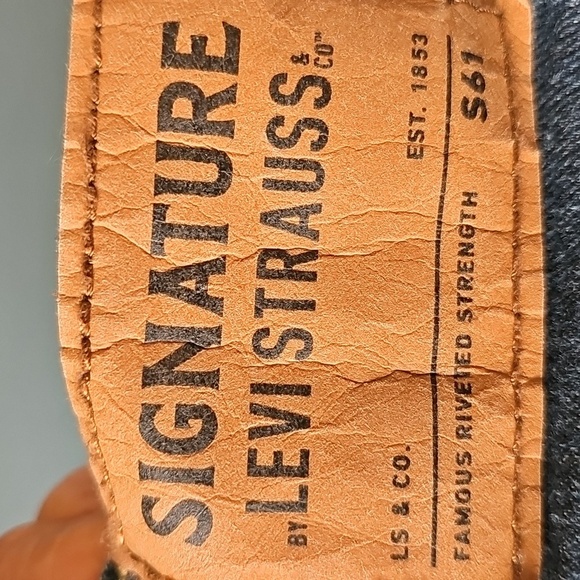 SIGNATURE
BY LEVI STRAUSS & CO™
LS & CO. EST. 1853
FAMOUS RIVETED STRENGTH S61